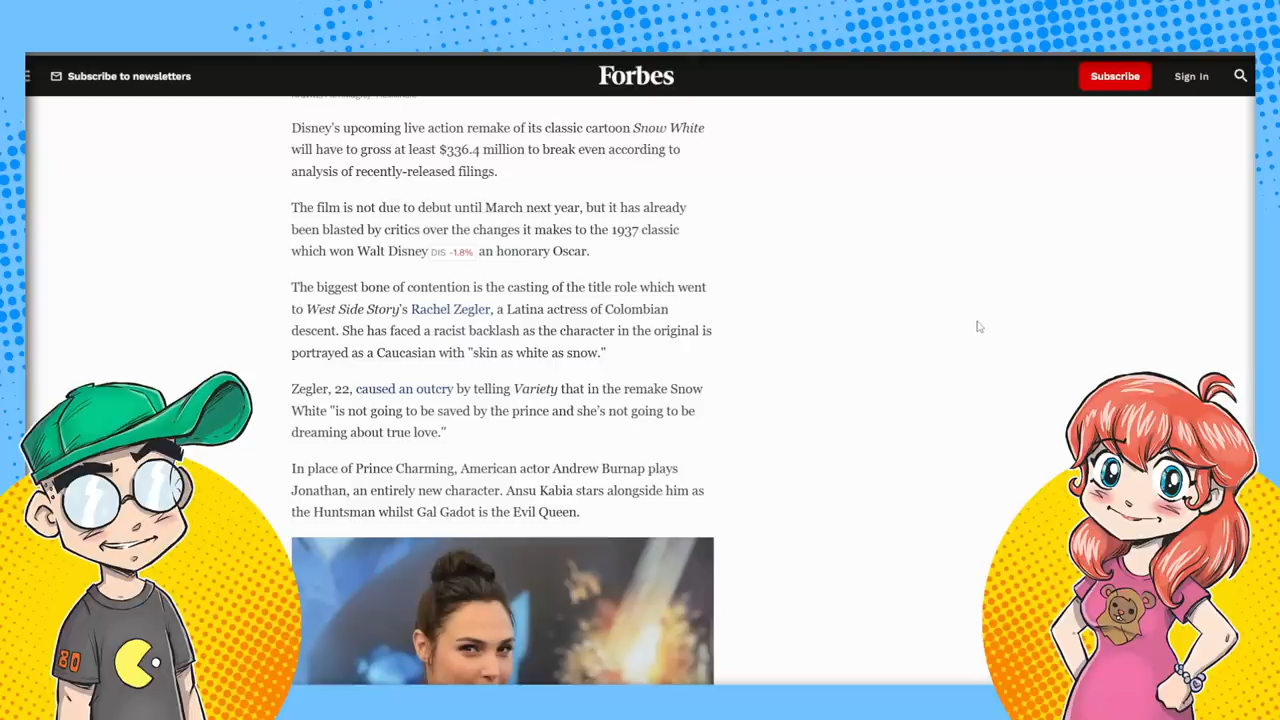 Subscribe to newsletters
Forbes
Subscribe
Sign In
Disney's upcoming live action remake of its classic cartoon Snow White
will have to gross at least $336.4 million to break even according to
analysis of recently-released filings.
The film is not due to debut until March next year, but it has already
been blasted by critics over the changes it makes to the 1937 classic
which won Walt Disney DIS -1.8% an honorary Oscar.
The biggest bone of contention is the casting of the title role which went
to West Side Story's Rachel Zegler, a Latina actress of Colombian
descent. She has faced a racist backlash as the character in the original is
portrayed as a Caucasian with "skin as white as snow."
Zegler, 22, caused an outcry by telling Variety that in the remake Snow
White "is not going to be saved by the prince and she's not going to be
dreaming about true love."
In place of Prince Charming, American actor Andrew Burnap plays
Jonathan, an entirely new character. Ansu Kabia stars alongside him as
the Huntsman whilst Gal Gadot is the Evil Queen.
80